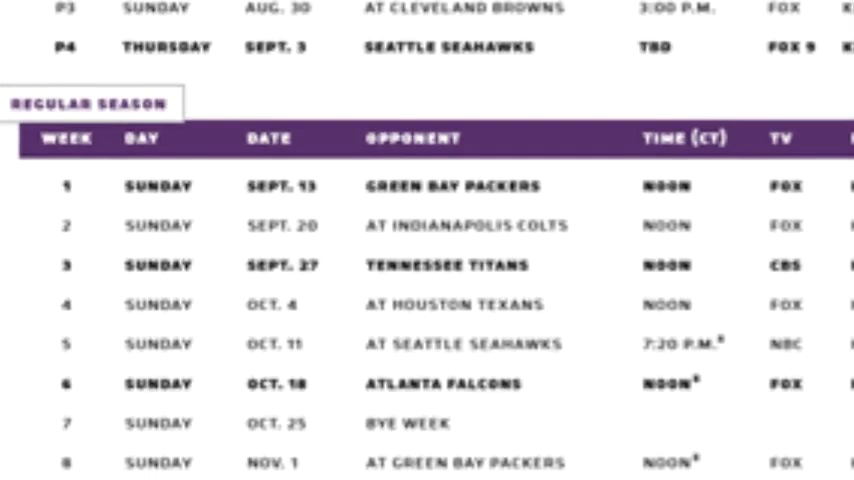 P3 SUNDAY AUG. 30 AT CLEVELAND BROWNS 3:00 P.M. FOX
P4 THURSDAY SEPT. 3 SEATTLE SEAHAWKS TBD FOX 9
REGULAR SEASON
WEEK DAY DATE OPPONENT TIME (CT) TV
1 SUNDAY SEPT. 13 GREEN BAY PACKERS NOON FOX
2 SUNDAY SEPT. 20 AT INDIANAPOLIS COLTS NOON FOX
3 SUNDAY SEPT. 27 TENNESSEE TITANS NOON CBS
4 SUNDAY OCT. 4 AT HOUSTON TEXANS NOON FOX
5 SUNDAY OCT. 11 AT SEATTLE SEAHAWKS 7:20 P.M.* NBC
6 SUNDAY OCT. 18 ATLANTA FALCONS NOON* FOX
7 SUNDAY OCT. 25 BYE WEEK
8 SUNDAY NOV. 1 AT GREEN BAY PACKERS NOON* FOX